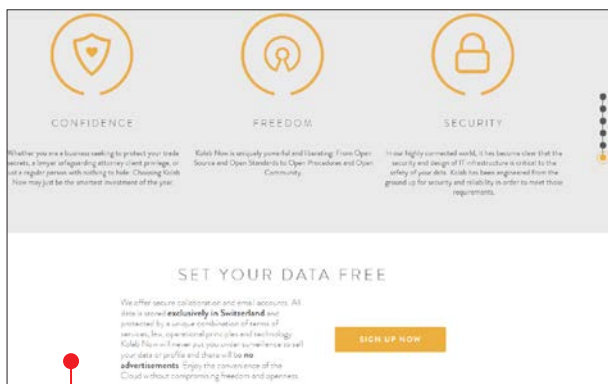 CONFIDENCE
FREEDOM
SECURITY
Whether you are a business seeking to protect your trade
secrets, a lawyer safeguarding attorney client privilege, or
just a regular person with nothing to hide. Choosing Kolab
Now may just be the smartest investment of the year.
Kolab Now is uniquely powerful and liberating: From Open
Source and Open Standards to Open Procedures and Open
Community.
In our highly connected world, it has become clear that the
security and design of IT infrastructure is critical to the
safety of your data. Kolab has been engineered from the
ground up for security and reliability in order to meet those
requirements.
SET YOUR DATA FREE
We offer secure collaboration and email accounts. All
data is stored exclusively in Switzerland and
protected by a unique combination of terms of
services, law, operational principles and technology.
Kolab Now will never put you under surveillance to sell
your data or profile and there will be no
advertisements. Enjoy the convenience of the
Cloud without compromising freedom and openness.
SIGN UP NOW